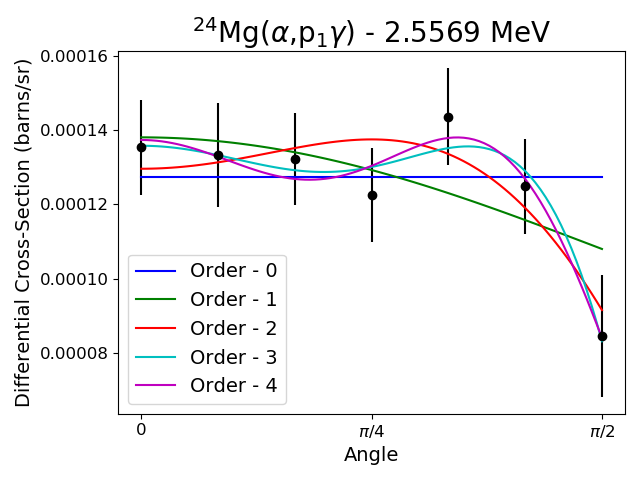 ²⁴Mg(α,p₁γ) - 2.5569 MeV
Differential Cross-Section (barns/sr)
0.00016
0.00014
0.00012
0.00010
0.00008
Order - 0
Order - 1
Order - 2
Order - 3
Order - 4
0
π/4
π/2
Angle